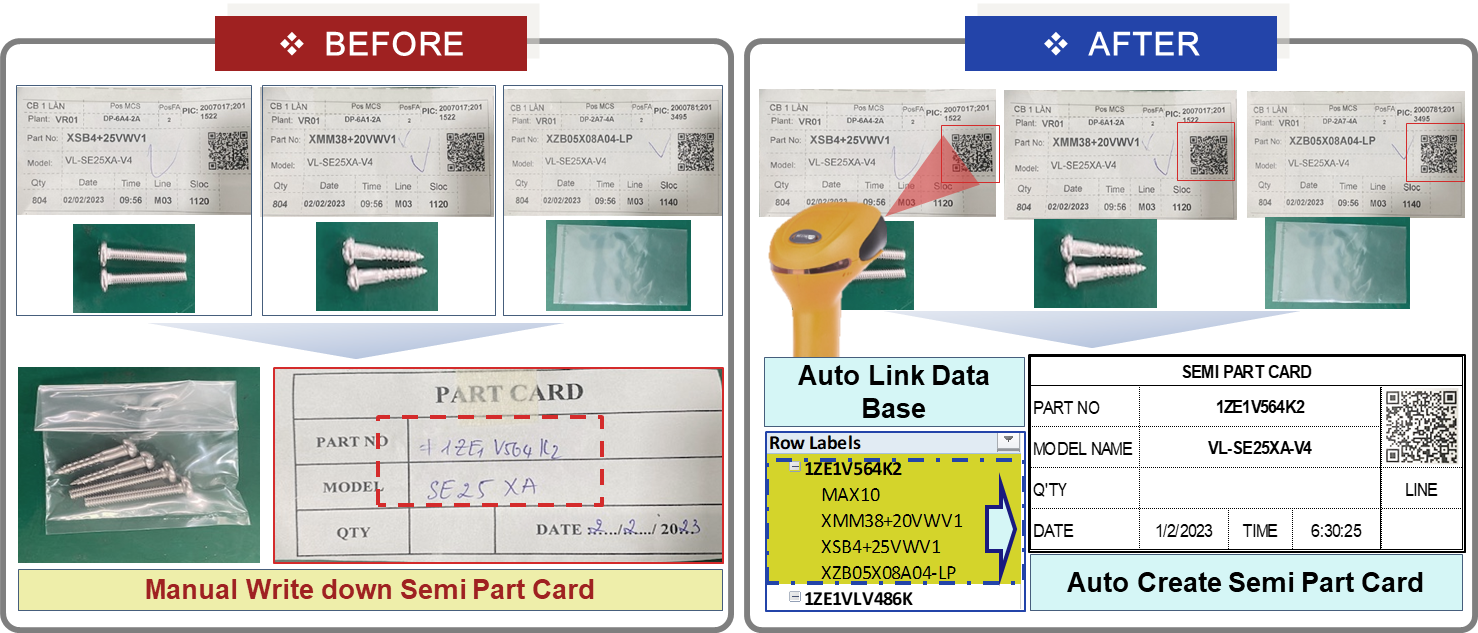 ❖ BEFORE
CB 1 LẦN Pos MCS PosFA PIC: 2007017;201
Plant: VR01 DP-6A4-2A 2 1522
Part No: XSB4+25VWV1
Model: VL-SE25XA-V4
Qty Date Time Line Sloc
804 02/02/2023 09:56 M03 1120
CB 1 LẦN Pos MCS PosFA PIC: 2007017;201
Plant: VR01 DP-6A1-2A 2 1522
Part No: XMM38+20VWV1
Model: VL-SE25XA-V4
Qty Date Time Line Sloc
804 02/02/2023 09:56 M03 1120
CB 1 LẦN Pos MCS PosFA PIC: 2000781;201
Plant: VR01 DP-2A7-4A 2 3495
Part No: XZB05X08A04-LP
Model: VL-SE25XA-V4
Qty Date Time Line Sloc
804 02/02/2023 09:56 M03 1140
PART CARD
PART NO + 1ZE1V564K2
MODEL SE25 XA
QTY DATE 2.../2.../2023
Manual Write down Semi Part Card
❖ AFTER
CB 1 LẦN Pos MCS PosFA PIC: 2007017;201
Plant: VR01 DP-6A4-2A 2 1522
Part No: XSB4+25VWV1
Model: VL-SE25XA-V4
Qty Date Time Line Sloc
804 02/02/2023 09:56 M03 1120
CB 1 LẦN Pos MCS PosFA PIC: 2007017;201
Plant: VR01 DP-6A1-2A 2 1522
Part No: XMM38+20VWV1
Model: VL-SE25XA-V4
Qty Date Time Line Sloc
804 02/02/2023 09:56 M03 1120
CB 1 LẦN Pos MCS PosFA PIC: 2000781;201
Plant: VR01 DP-2A7-4A 2 3495
Part No: XZB05X08A04-LP
Model: VL-SE25XA-V4
Qty Date Time Line Sloc
804 02/02/2023 09:56 M03 1140
Auto Link Data
Base
Row Labels
1ZE1V564K2
MAX10
XMM38+20VWV1
XSB4+25VWV1
XZB05X08A04-LP
1ZE1VLV486K
SEMI PART CARD
PART NO 1ZE1V564K2
MODEL NAME VL-SE25XA-V4
Q'TY LINE
DATE 1/2/2023 TIME 6:30:25
Auto Create Semi Part Card